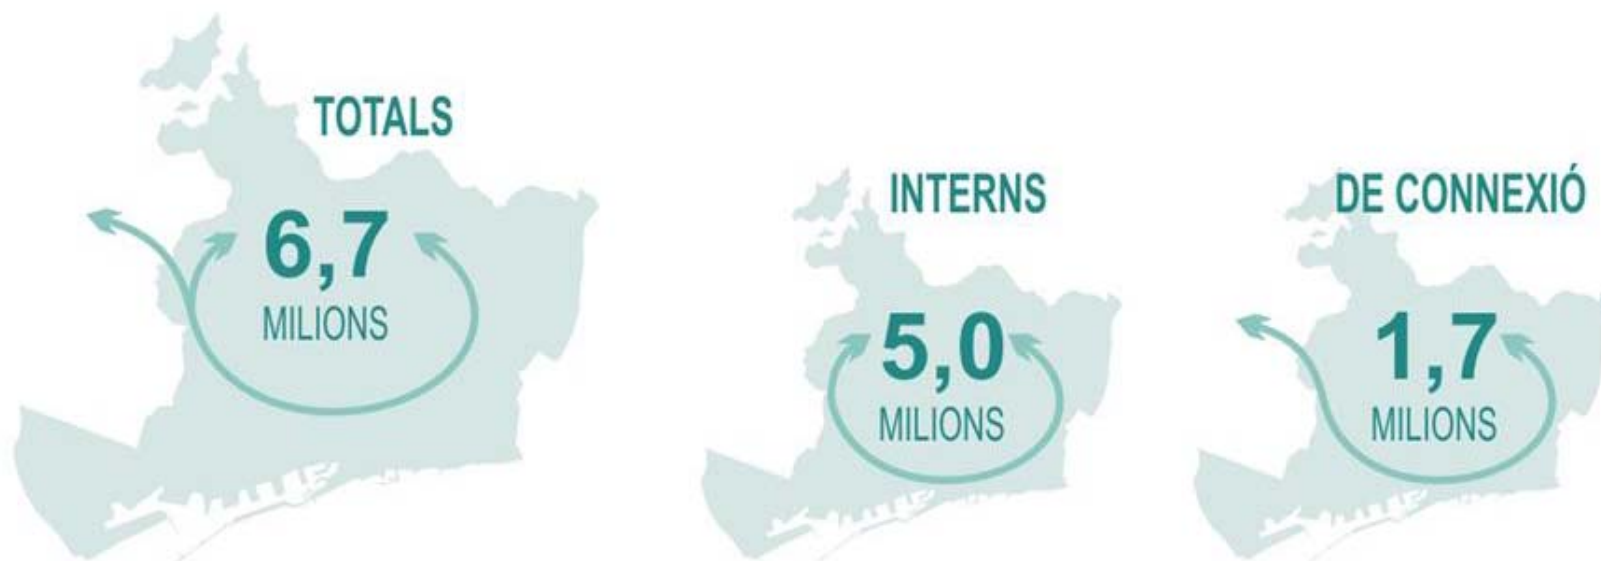 TOTALS
6,7
MILIONS
INTERNS
5,0
MILIONS
DE CONNEXIÓ
1,7
MILIONS